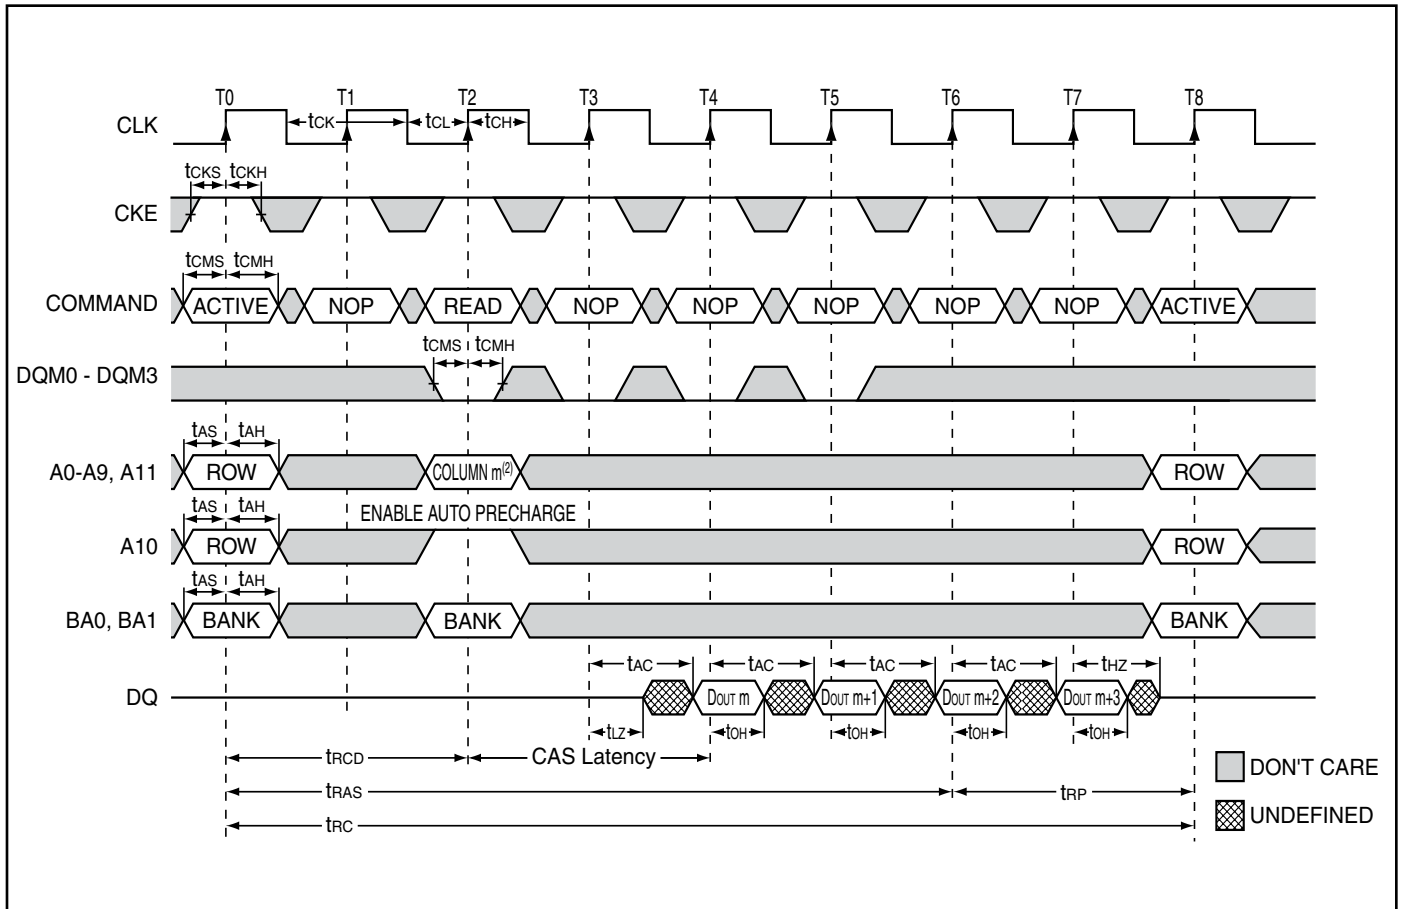 T0 T1 T2 T3 T4 T5 T6 T7 T8
CLK tCK tCL tCH
tCKS tCKH
CKE
tCMS tCMH
COMMAND ACTIVE NOP READ NOP NOP NOP NOP NOP ACTIVE
tCMS tCMH
DQM0 - DQM3
tAS tAH
A0-A9, A11 ROW COLUMN m(2) ROW
tAS tAH ENABLE AUTO PRECHARGE
A10 ROW ROW
tAS tAH
BA0, BA1 BANK BANK BANK
tAC tAC tAC tAC tHZ
DQ DOUT m DOUT m+1 DOUT m+2 DOUT m+3
tLZ tOH tOH tOH tOH
tRCD CAS Latency
DON'T CARE
tRAS tRP
UNDEFINED
tRC